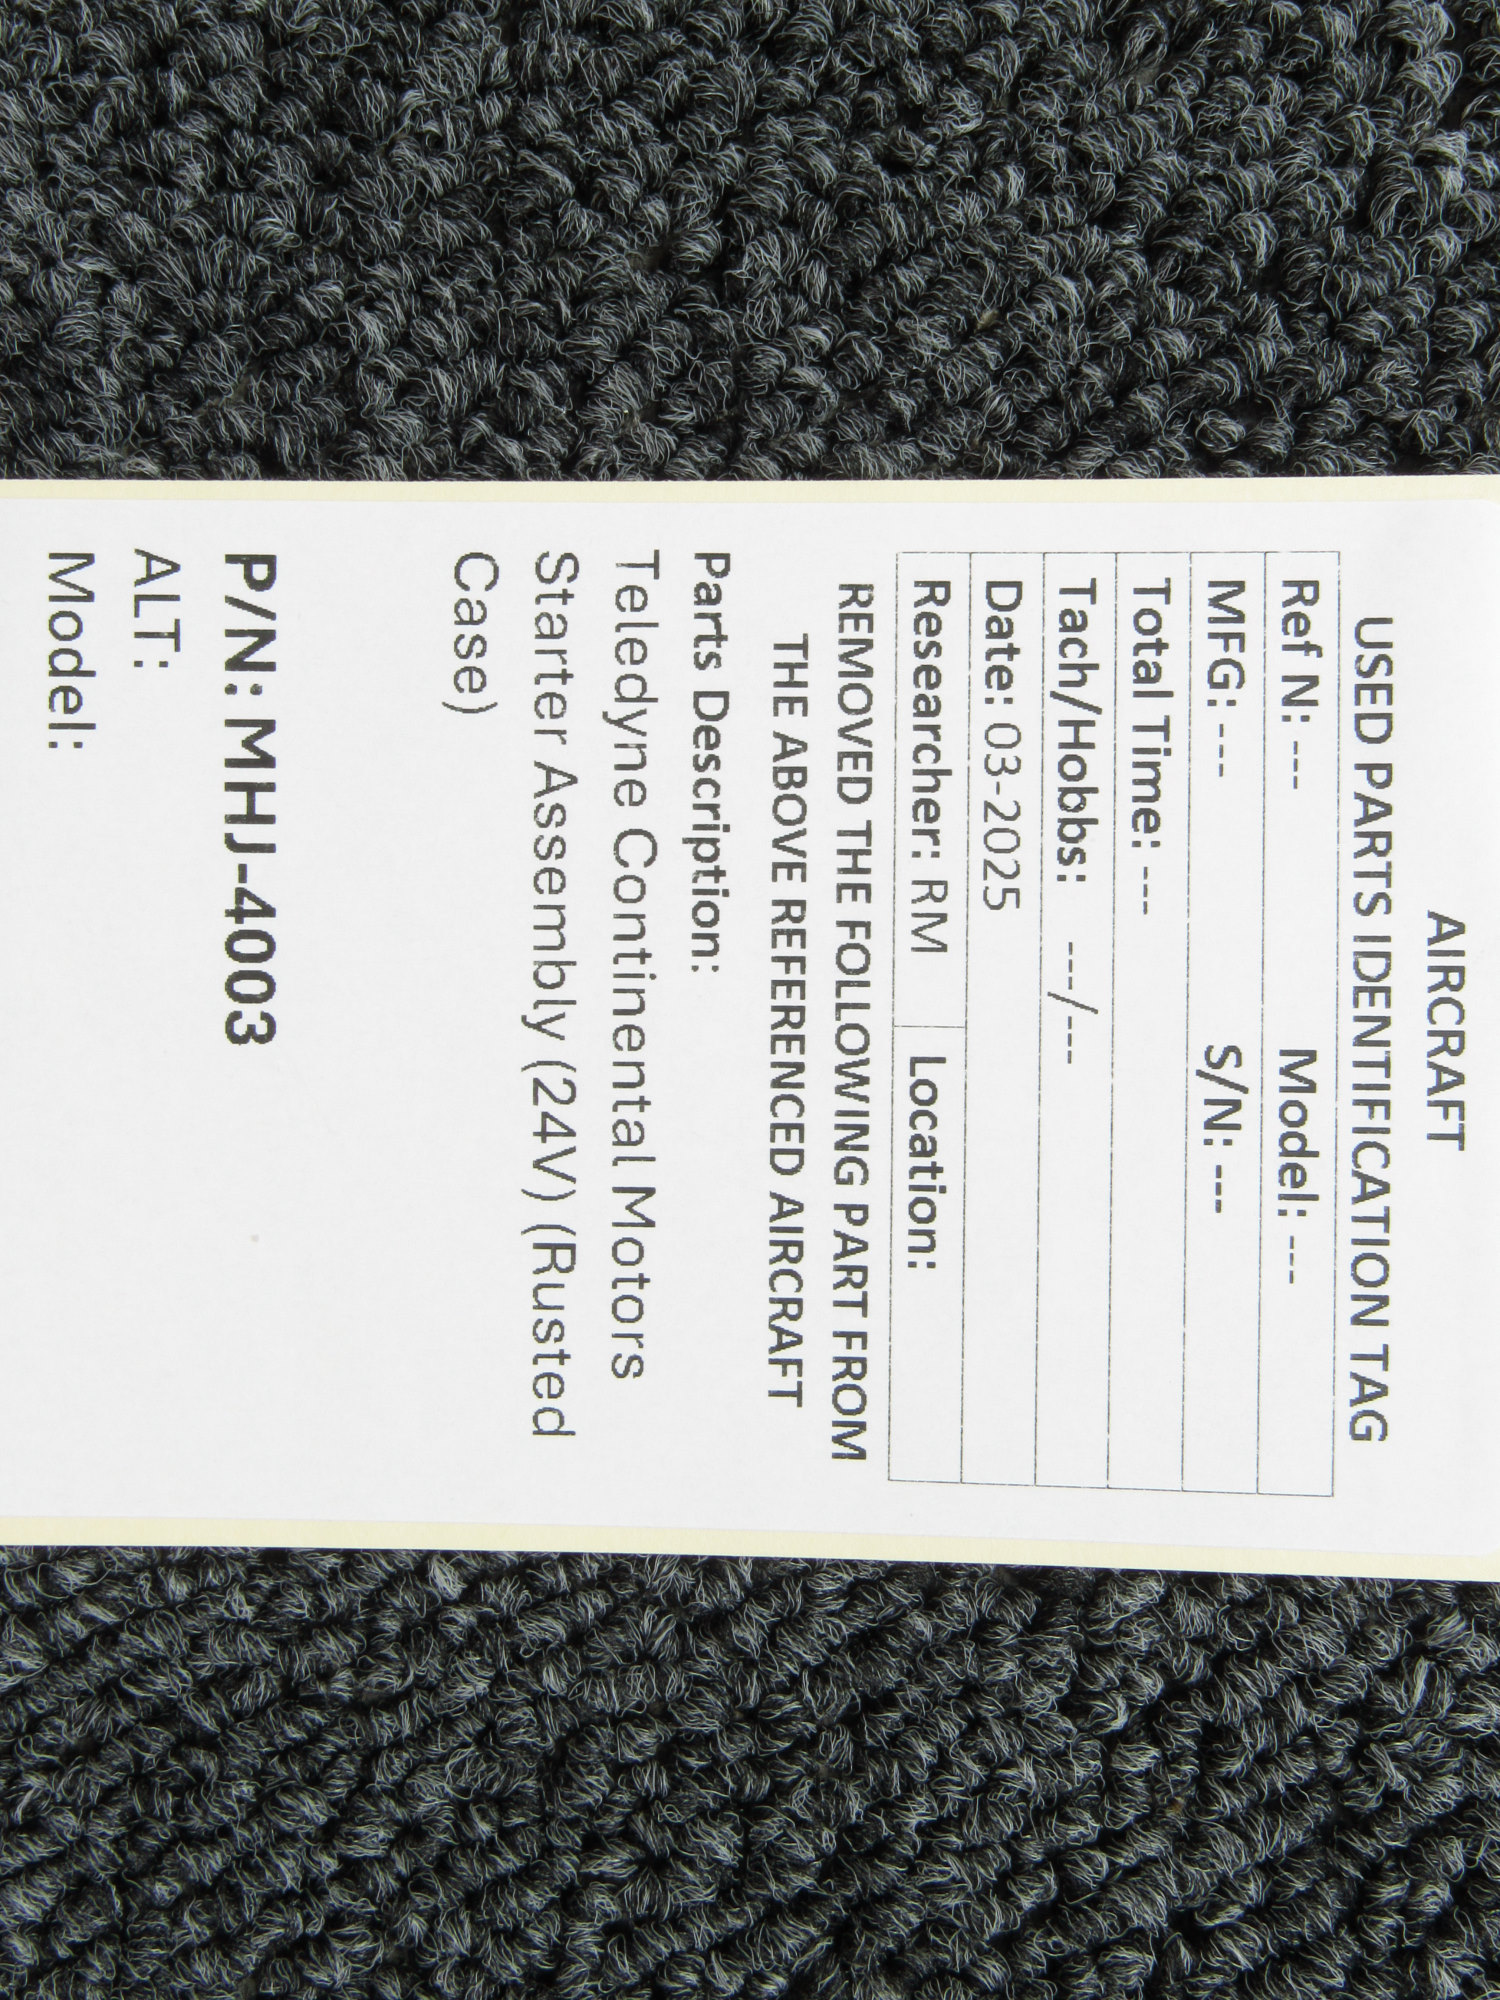 AIRCRAFT
USED PARTS IDENTIFICATION TAG
Ref N: --- Model: ---
MFG: --- S/N: ---
Total Time: ---
Tach/Hobbs: ---/---
Date: 03-2025
Researcher: RM Location:
REMOVED THE FOLLOWING PART FROM
THE ABOVE REFERENCED AIRCRAFT
Parts Description:
Teledyne Continental Motors
Starter Assembly (24V) (Rusted
Case)
P/N: MHJ-4003
ALT:
Model: